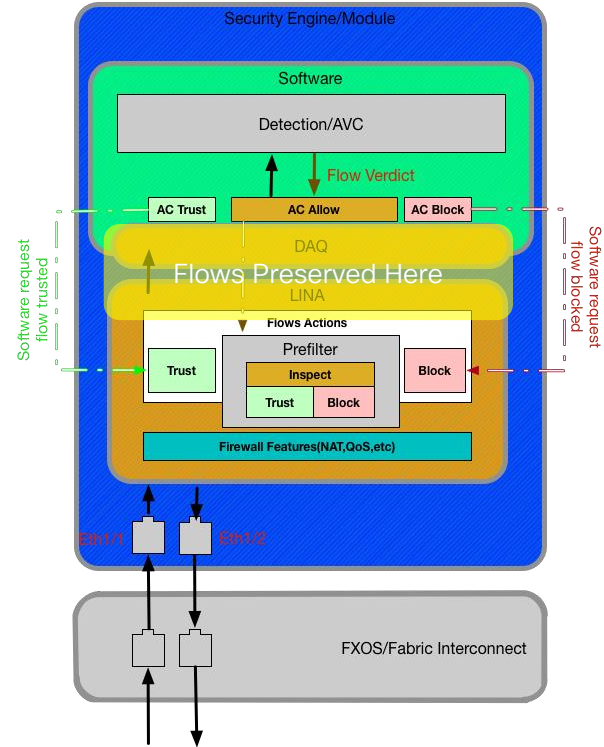 Security Engine/Module
Software
Detection/AVC
Flow Verdict
AC Trust
AC Allow
AC Block
DAQ
Flows Preserved Here
LINA
Software request
flow trusted
Software request
flow blocked
Flows Actions
Prefilter
Trust
Inspect
Block
Trust
Block
Firewall Features(NAT,QoS,etc)
Eth1/1
Eth1/2
FXOS/Fabric Interconnect